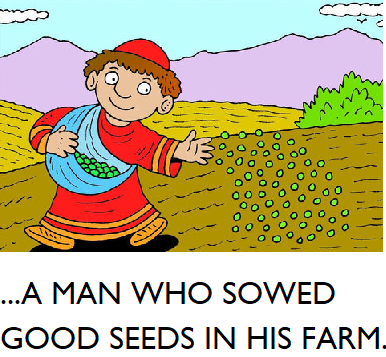 ...A MAN WHO SOWED
GOOD SEEDS IN HIS FARM.